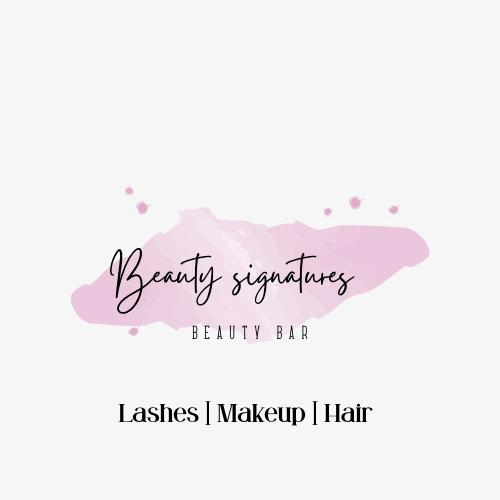 Beauty signatures
BEAUTY BAR
Lashes | Makeup | Hair